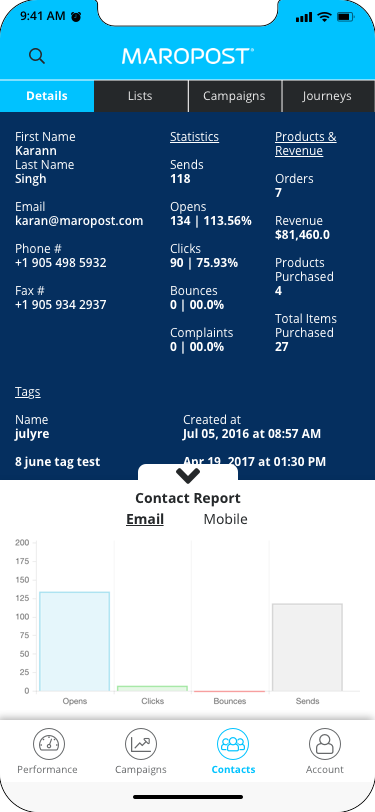 9:41 AM
MAROPOST
Details Lists Campaigns Journeys
First Name
Karann
Last Name
Singh
Email
karan@maropost.com
Phone #
+1 905 498 5932
Fax #
+1 905 934 2937
Statistics
Sends
118
Opens
134 | 113.56%
Clicks
90 | 75.93%
Bounces
0 | 00.0%
Complaints
0 | 00.0%
Products &
Revenue
Orders
7
Revenue
$81,460.0
Products
Purchased
4
Total Items
Purchased
27
Tags
Name Created at
julyre Jul 05, 2016 at 08:57 AM
8 june tag test Apr 19, 2017 at 01:30 PM
Contact Report
Email Mobile
200
175
150
125
100
75
50
25
0
Opens Clicks Bounces Sends
Performance Campaigns Contacts Account